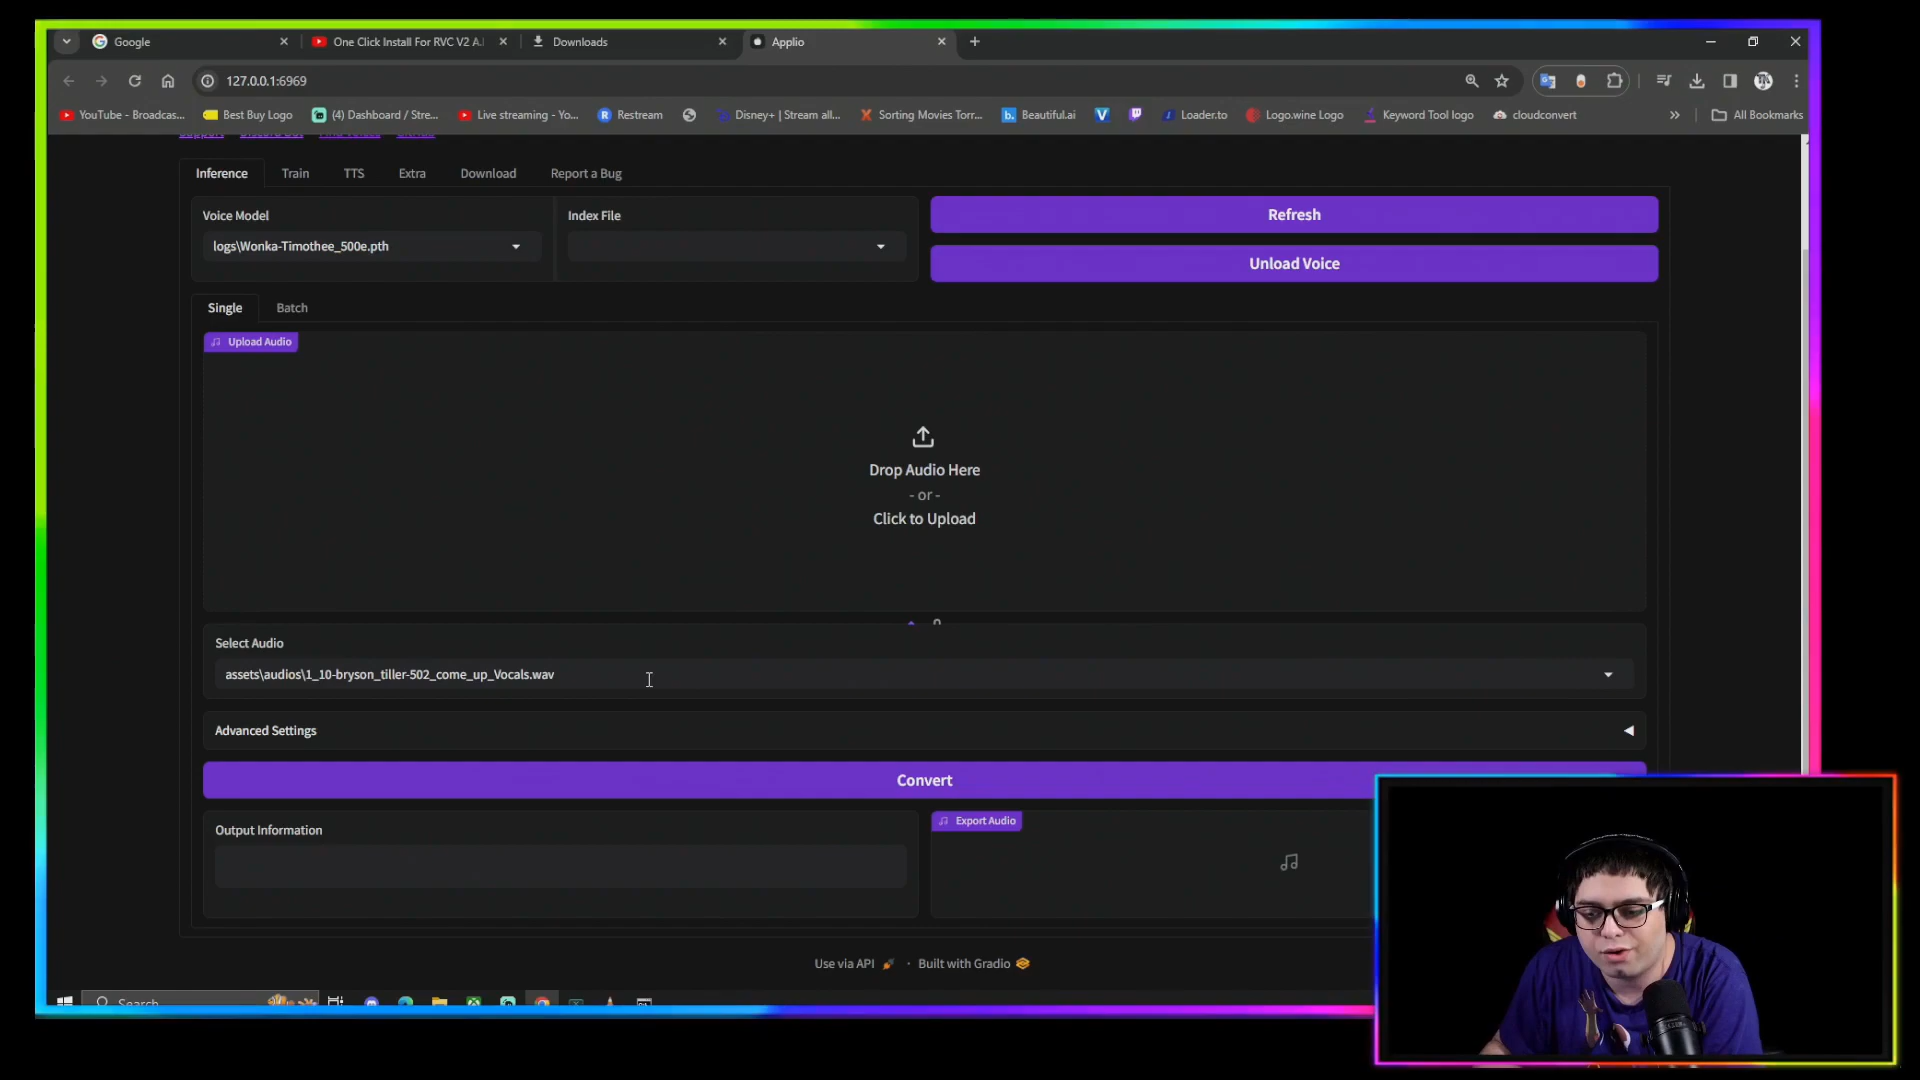 Google
One Click Install For RVC V2 A.I
Downloads
Applio
127.0.0.1:6969
YouTube - Broadcas...
Best Buy Logo
(4) Dashboard / Stre...
Live streaming - Yo...
Restream
Disney+ | Stream all...
Sorting Movies Torr...
Beautiful.ai
Loader.to
Logo.wine Logo
Keyword Tool logo
cloudconvert
All Bookmarks
Inference
Train
TTS
Extra
Download
Report a Bug
Voice Model
logs\Wonka-Timothee_500e.pth
Index File
Refresh
Unload Voice
Single
Batch
Upload Audio
Drop Audio Here
- or -
Click to Upload
Select Audio
assets\audios\1_10-bryson_tiller-502_come_up_Vocals.wav
Advanced Settings
Convert
Output Information
Export Audio
Use via API · Built with Gradio
Search